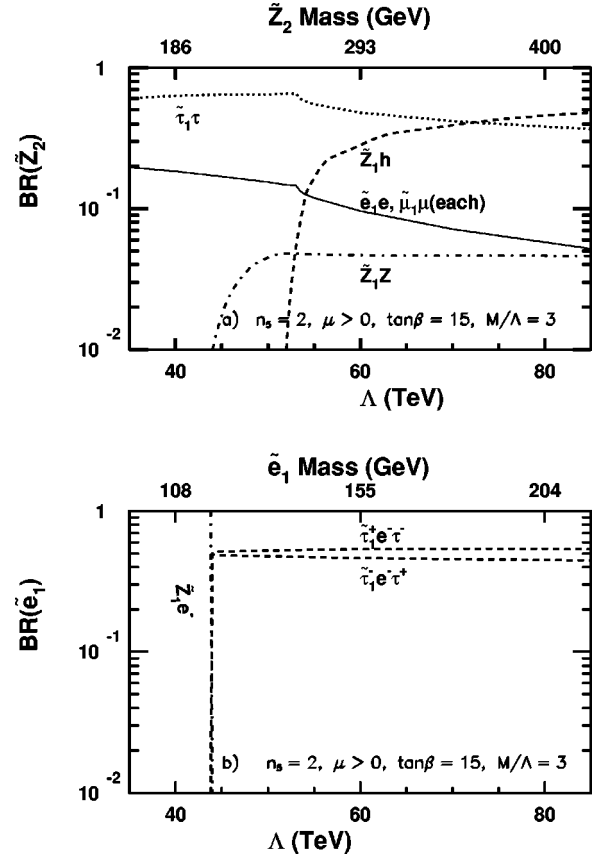 Z̃₂ Mass (GeV)
186 293 400
1
τ̃₁τ
Z̃₁h
BR(Z̃₂)
10⁻¹
ẽ₁e, μ̃₁μ(each)
Z̃₁Z
a) n₅ = 2, μ > 0, tanβ = 15, M/Λ = 3
10⁻²
40 60 80
Λ (TeV)
ẽ₁ Mass (GeV)
108 155 204
1
τ̃₁⁺e⁻τ⁻
τ̃₁⁻e⁻τ⁺
Z̃₁e⁻
BR(ẽ₁)
10⁻¹
b) n₅ = 2, μ > 0, tanβ = 15, M/Λ = 3
10⁻²
40 60 80
Λ (TeV)